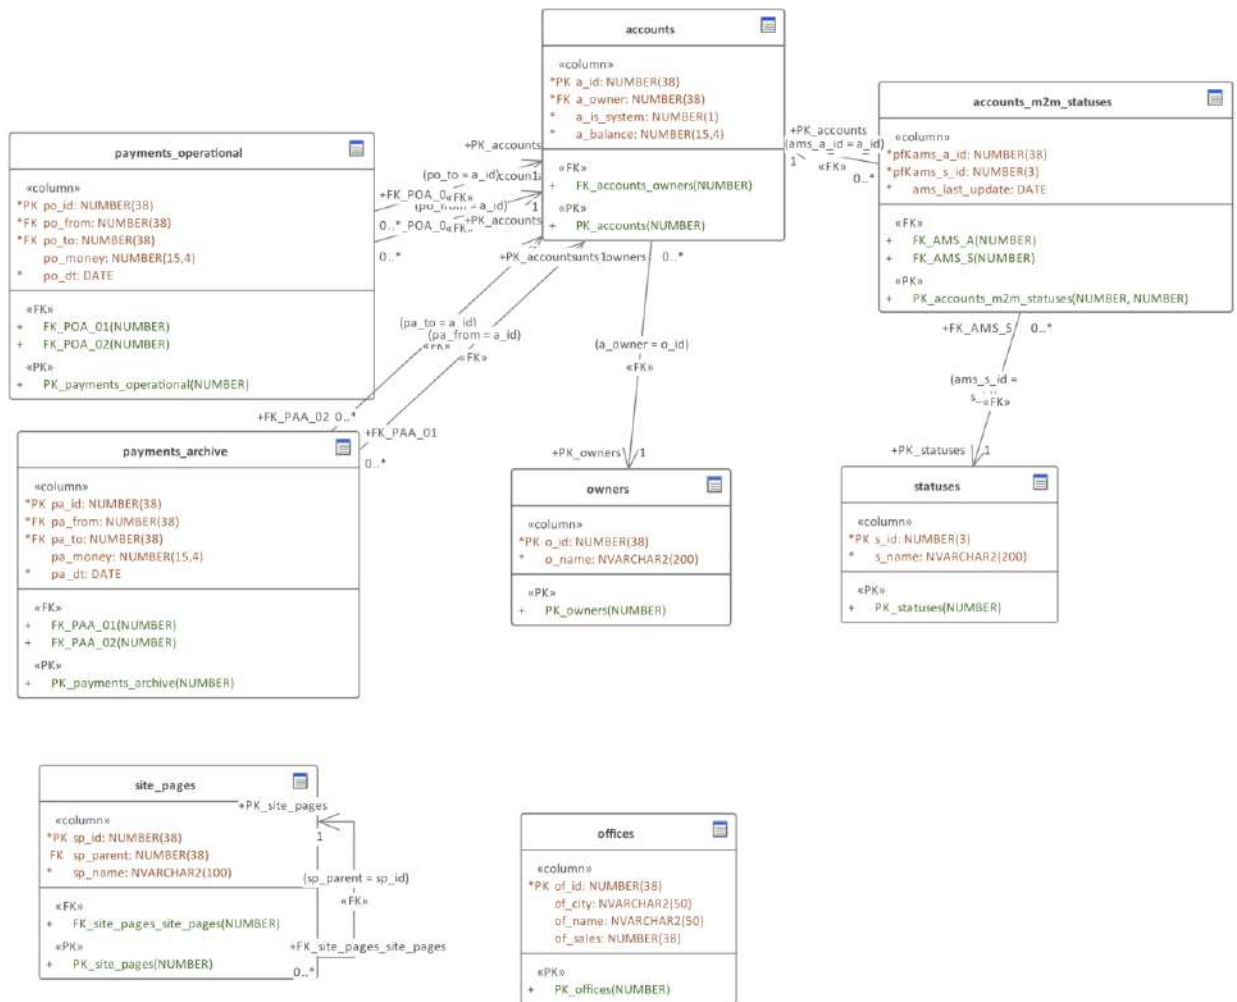 accounts
«column»
*PK a_id: NUMBER(38)
*FK a_owner: NUMBER(38)
* a_is_system: NUMBER(1)
* a_balance: NUMBER(15,4)
«FK»
+ FK_accounts_owners(NUMBER)
«PK»
+ PK_accounts(NUMBER)
accounts_m2m_statuses
«column»
*pfK ams_a_id: NUMBER(38)
*pfK ams_s_id: NUMBER(3)
* ams_last_update: DATE
«FK»
+ FK_AMS_A(NUMBER)
+ FK_AMS_S(NUMBER)
«PK»
+ PK_accounts_m2m_statuses(NUMBER, NUMBER)
+PK_accounts
(ams_a_id = a_id)
1
«FK»
0..*
payments_operational
«column»
*PK po_id: NUMBER(38)
*FK po_from: NUMBER(38)
*FK po_to: NUMBER(38)
po_money: NUMBER(15,4)
* po_dt: DATE
«FK»
+ FK_POA_01(NUMBER)
+ FK_POA_02(NUMBER)
«PK»
+ PK_payments_operational(NUMBER)
+PK_accounts
(po_to = a_id)
+FK_POA_0
«FK»
1
0..*
_POA_0
«FK»
+PK_accounts
0..*
+PK_accounts
1
owners
0..*
(pa_to = a_id)
(pa_from = a_id)
«FK»
«FK»
(a_owner = o_id)
«FK»
+FK_AMS_S
0..*
(ams_s_id =
«FK»
+FK_PAA_02 0..*
+FK_PAA_01
0..*
+PK_owners
1
+PK_statuses
1
payments_archive
«column»
*PK pa_id: NUMBER(38)
*FK pa_from: NUMBER(38)
*FK pa_to: NUMBER(38)
pa_money: NUMBER(15,4)
* pa_dt: DATE
«FK»
+ FK_PAA_01(NUMBER)
+ FK_PAA_02(NUMBER)
«PK»
+ PK_payments_archive(NUMBER)
owners
«column»
*PK o_id: NUMBER(38)
* o_name: NVARCHAR2(200)
«PK»
+ PK_owners(NUMBER)
statuses
«column»
*PK s_id: NUMBER(3)
* s_name: NVARCHAR2(200)
«PK»
+ PK_statuses(NUMBER)
site_pages
+PK_site_pages
«column»
*PK sp_id: NUMBER(38)
FK sp_parent: NUMBER(38)
* sp_name: NVARCHAR2(100)
«FK»
+ FK_site_pages_site_pages(NUMBER)
«PK»
+ PK_site_pages(NUMBER)
1
(sp_parent = sp_id)
«FK»
+FK_site_pages_site_pages
0..*
offices
«column»
*PK of_id: NUMBER(38)
of_city: NVARCHAR2(50)
of_name: NVARCHAR2(50)
of_sales: NUMBER(38)
«PK»
+ PK_offices(NUMBER)